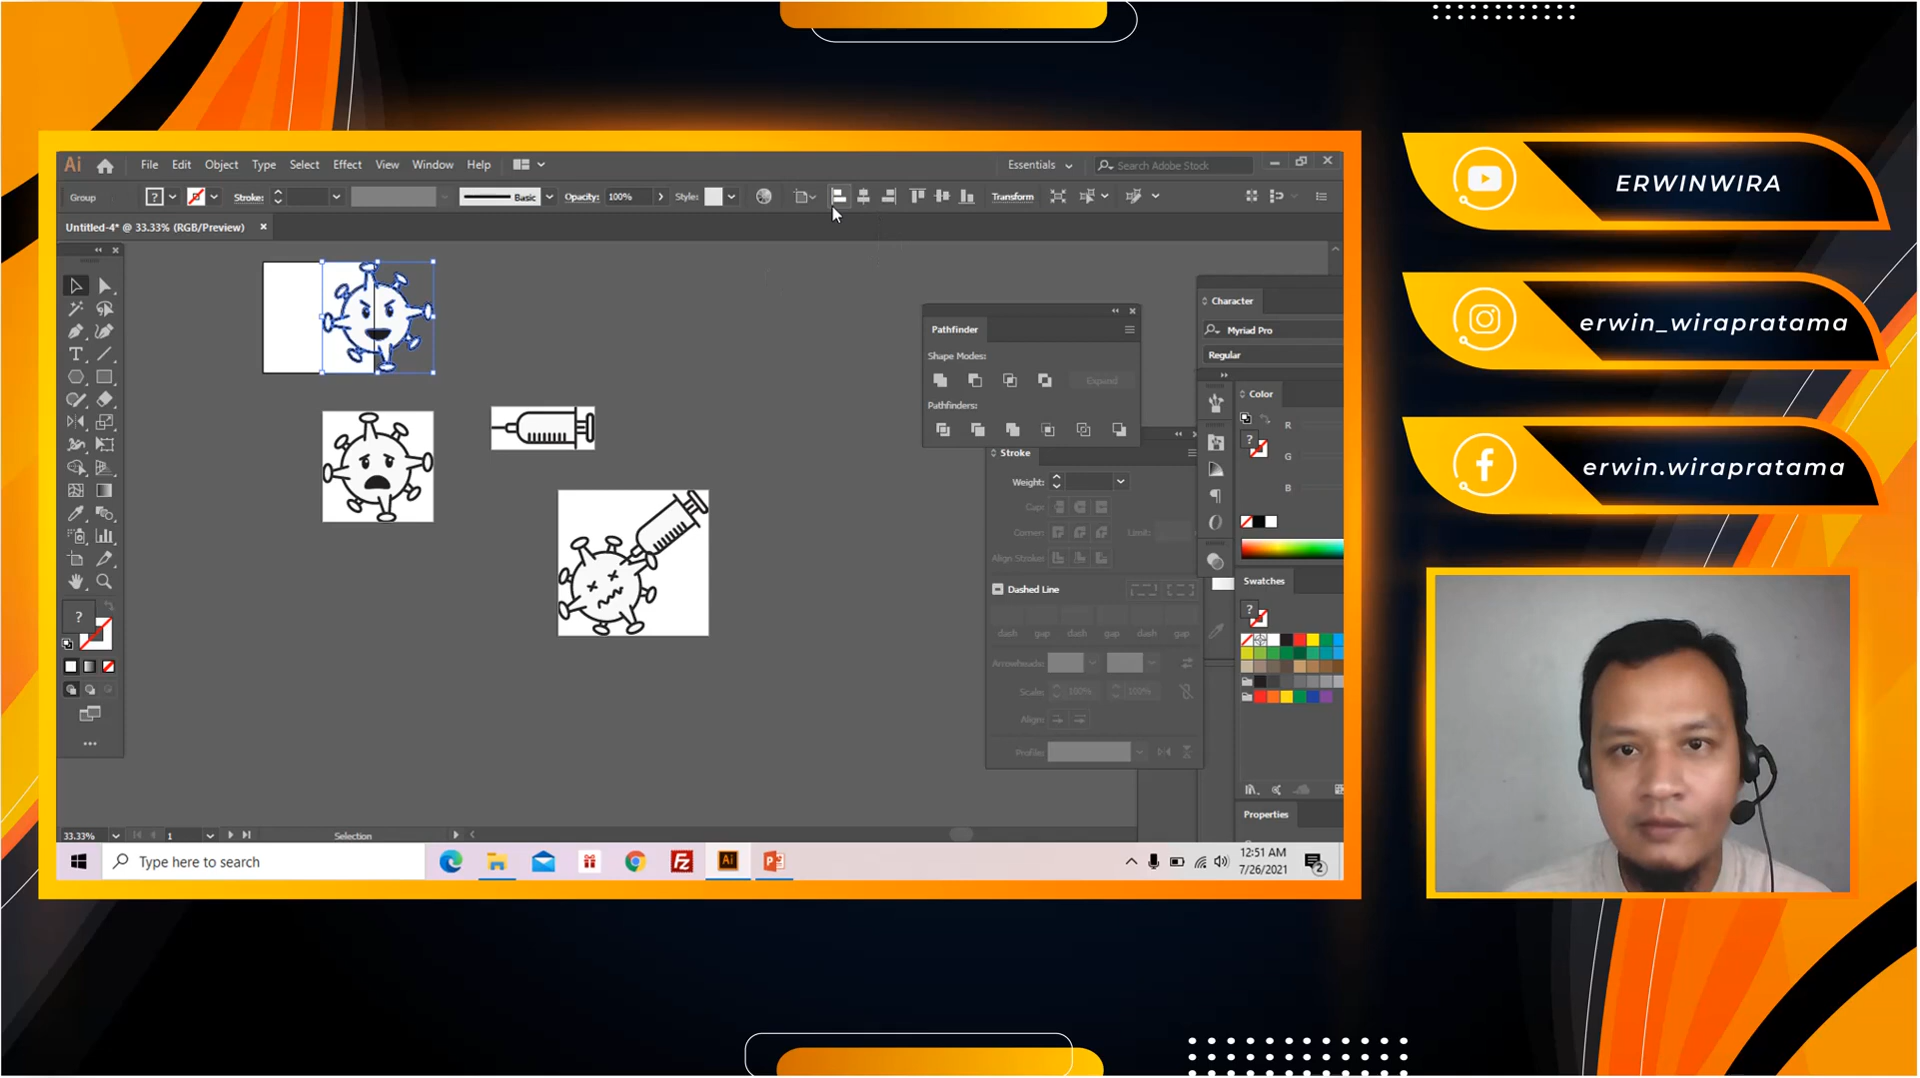 Ai File Edit Object Type Select Effect View Window Help Essentials Search Adobe Stock
Group ? Stroke: Basic Opacity: 100% Style: Transform
Untitled-4* @ 33.33% (RGB/Preview)
Character
Myriad Pro
Regular
Pathfinder
Shape Modes:
Expand
Pathfinders:
Color
R
G
B
?
Stroke
Weight:
Cap:
Corner: Limit:
Align Stroke:
Dashed Line
dash gap dash gap dash gap
Arrowheads:
Scale: 100% 100%
Align:
Profile:
Swatches
?
Properties
T
?
33.33% 1 Selection
Type here to search
Fz Ai P
12:51 AM
7/26/2021
2
ERWINWIRA
erwin_wirapratama
erwin.wirapratama